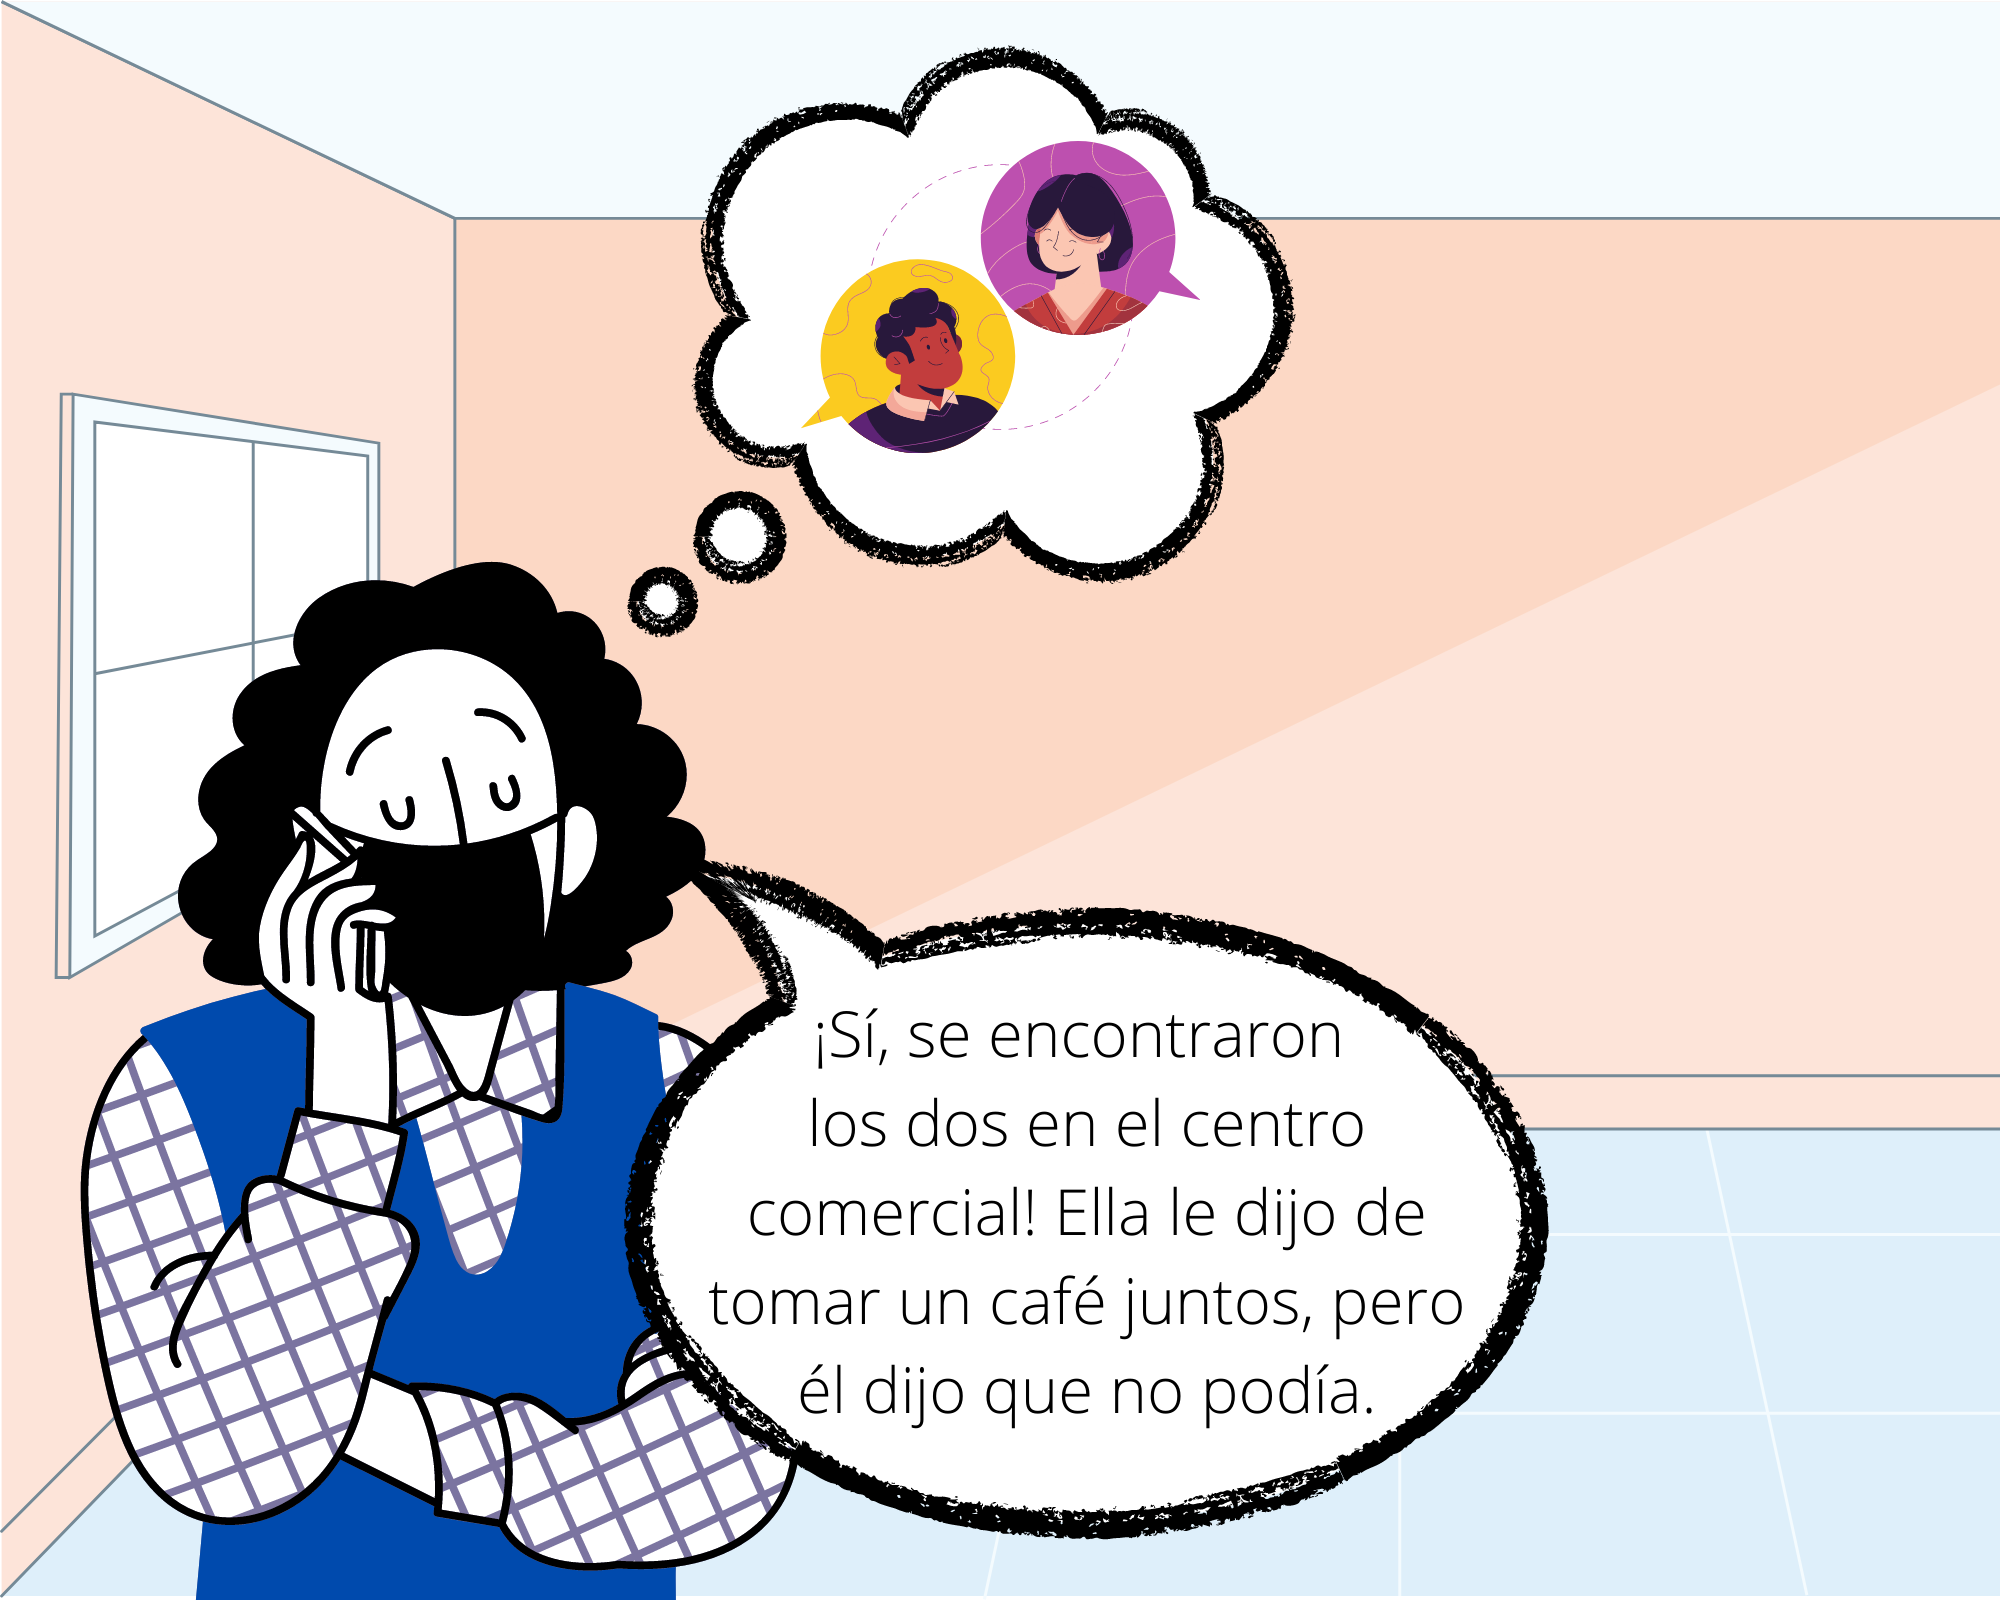 ¡Sí, se encontraron
los dos en el centro
comercial! Ella le dijo de
tomar un café juntos, pero
él dijo que no podía.